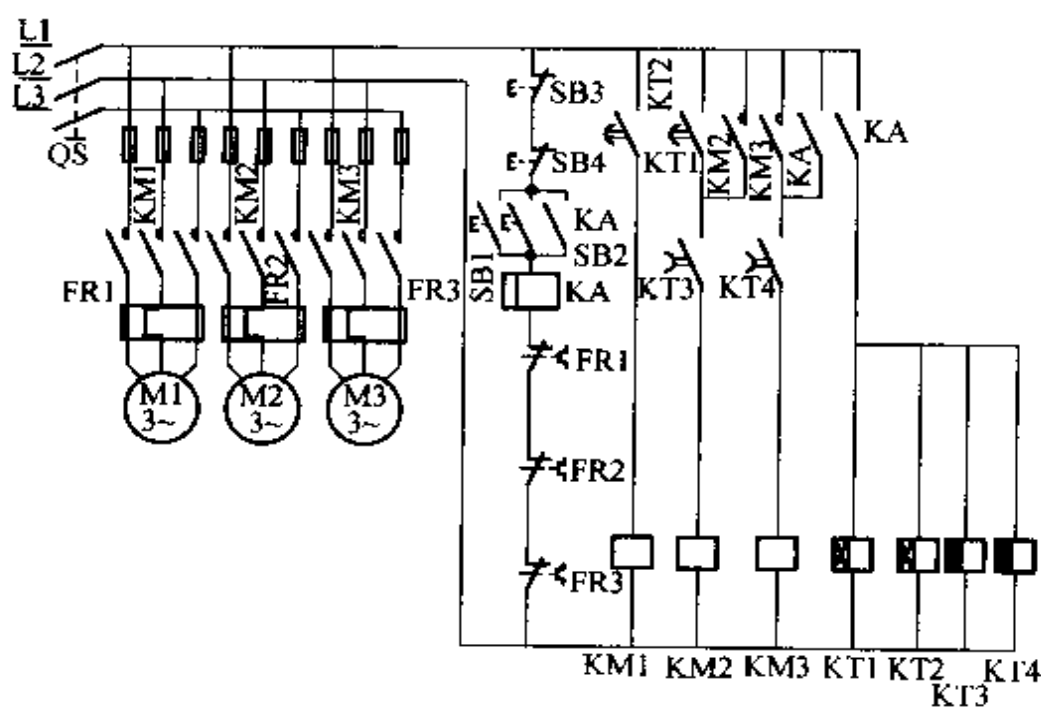 L1
L2
L3
QS
KM1
KM2
KM3
FR1
FR2
FR3
M1
3~
M2
3~
M3
3~
SB3
SB4
KA
SB1
SB2
KA
FR1
FR2
FR3
KT2
KT1
KM2
KM3
KA
KA
KT3
KT4
KM1
KM2
KM3
KT1
KT2
KT3
KT4